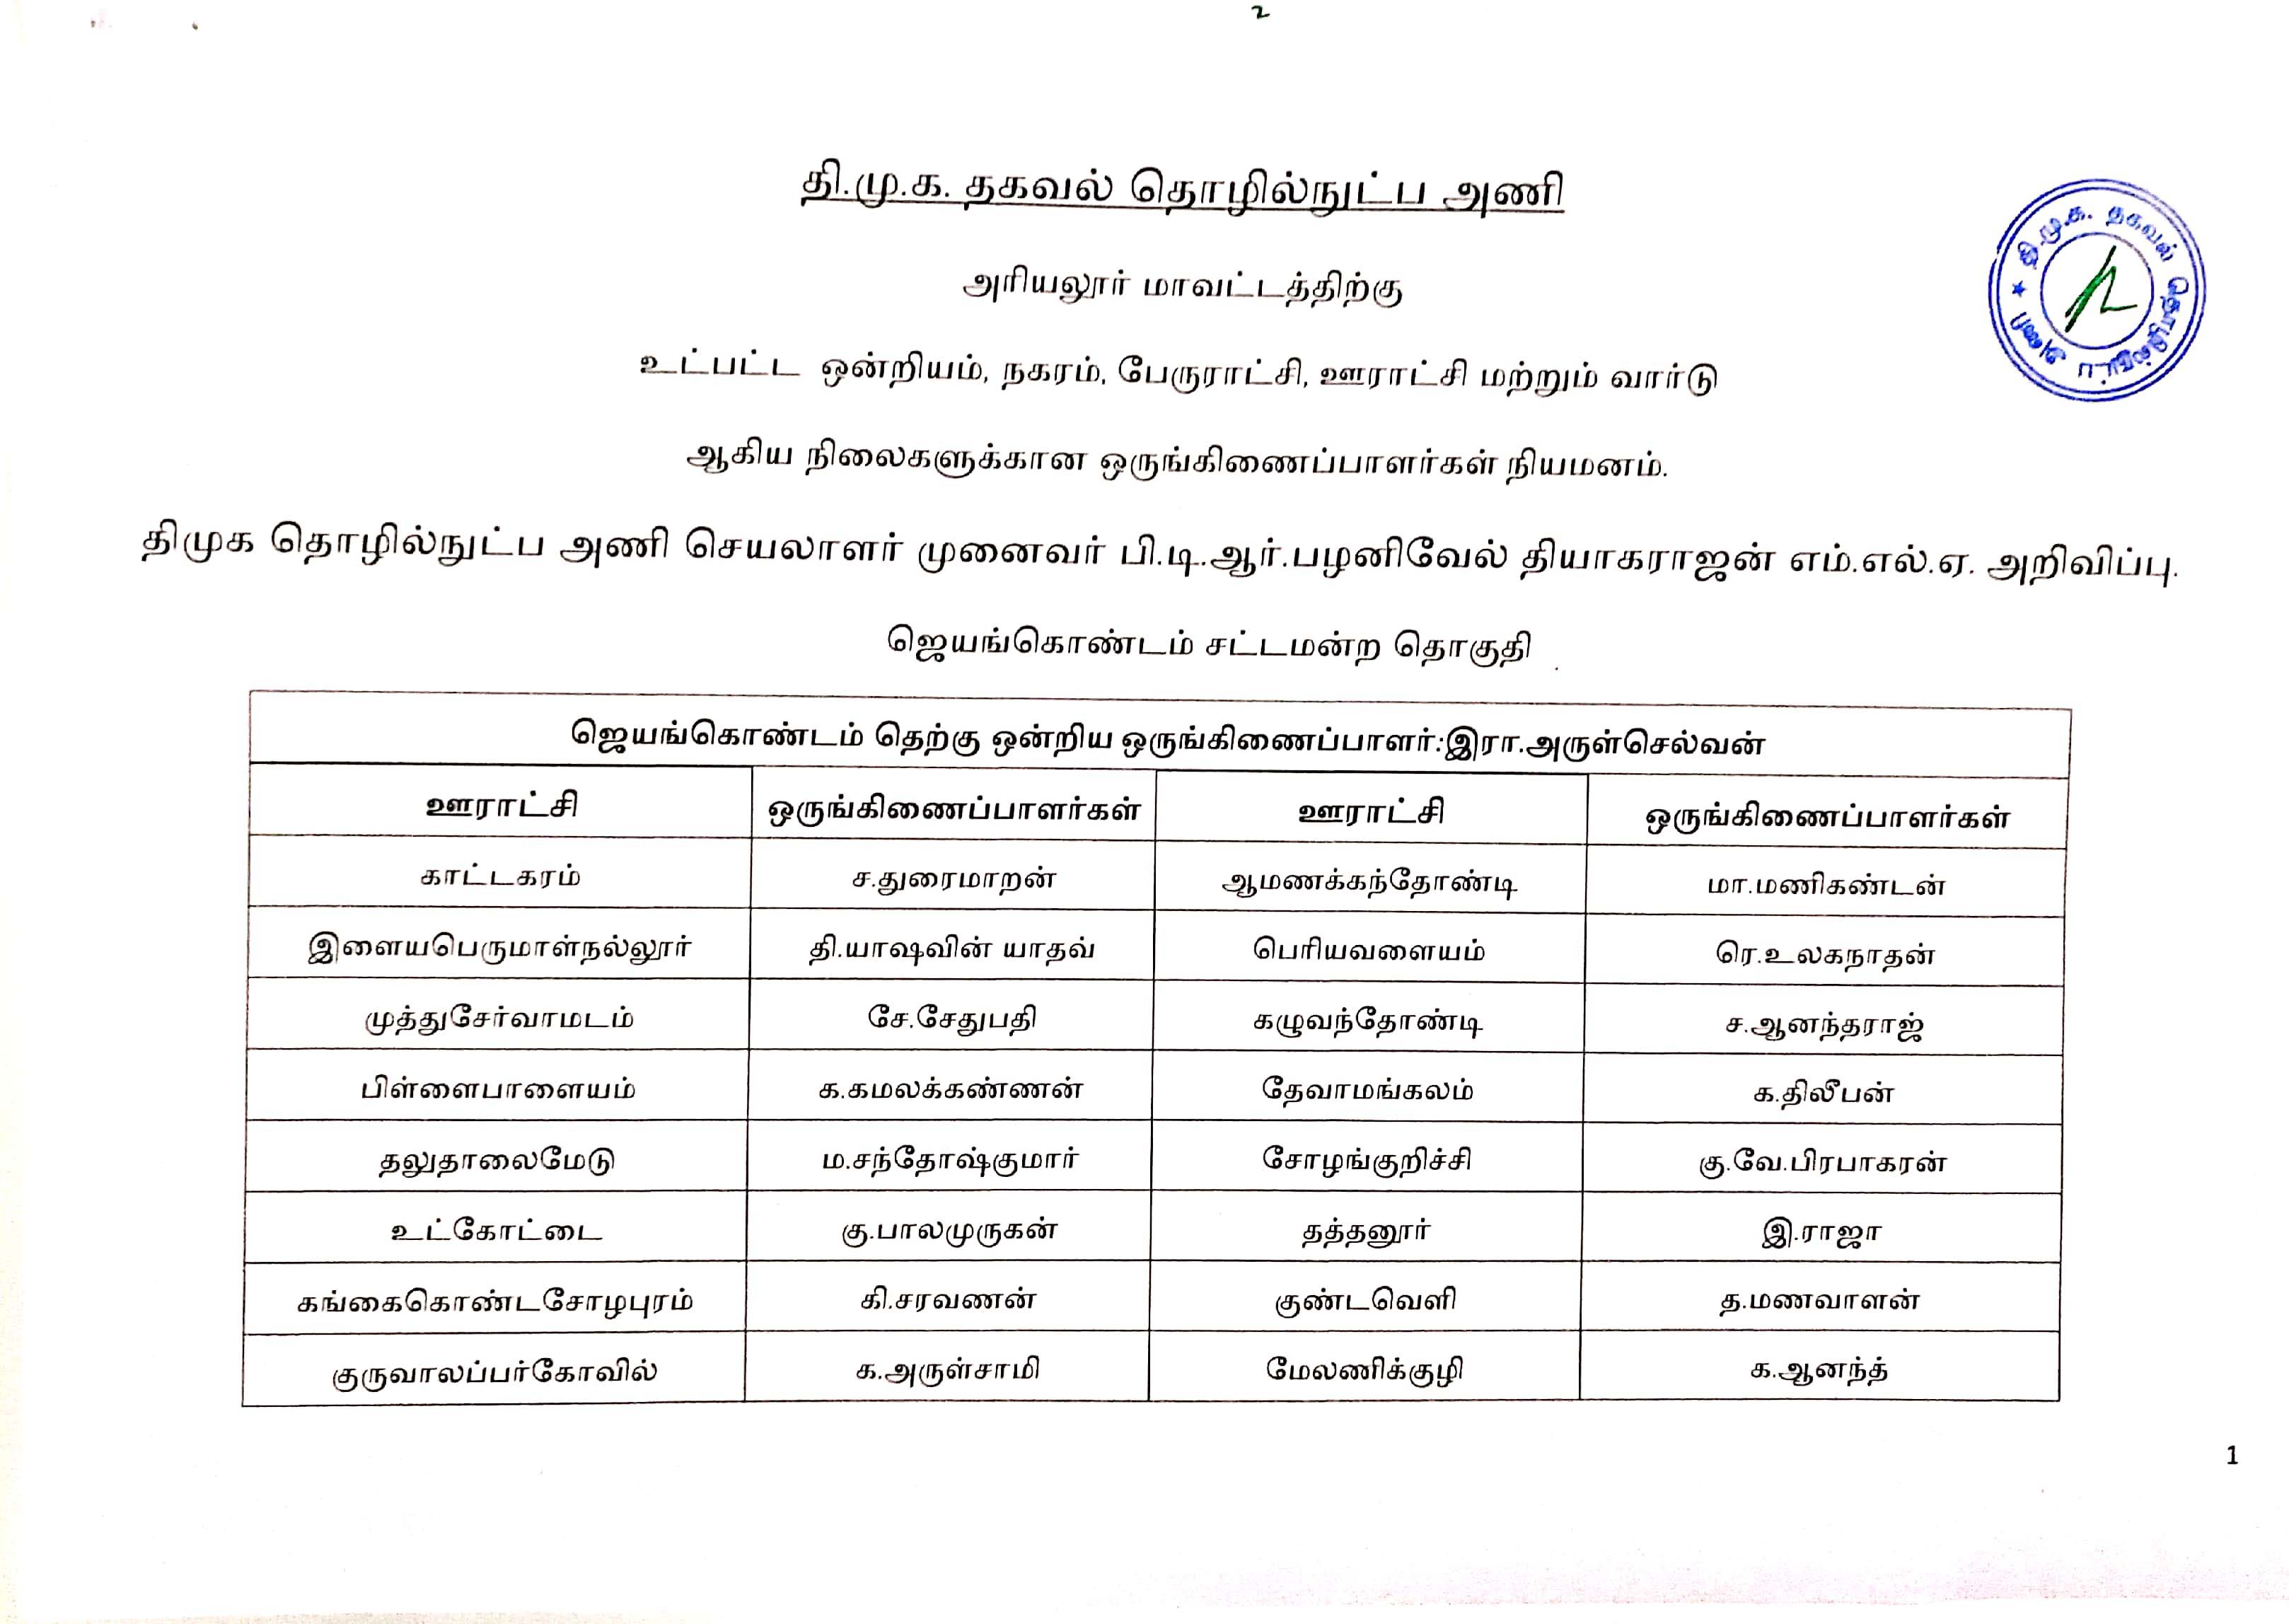 2
தி.மு.க. தகவல் தொழில்நுட்ப அணி
அரியலூர் மாவட்டத்திற்கு
உட்பட்ட ஒன்றியம், நகரம், பேருராட்சி, ஊராட்சி மற்றும் வார்டு
ஆகிய நிலைகளுக்கான ஒருங்கிணைப்பாளர்கள் நியமனம்.
திமுக தொழில்நுட்ப அணி செயலாளர் முனைவர் பி.டி.ஆர்.பழனிவேல் தியாகராஜன் எம்.எல்.ஏ. அறிவிப்பு.
தி.மு.க. தகவல் தொழில்நுட்ப அணி
ஜெயங்கொண்டம் சட்டமன்ற தொகுதி
ஜெயங்கொண்டம் தெற்கு ஒன்றிய ஒருங்கிணைப்பாளர்:இரா.அருள்செல்வன்
ஊராட்சி ஒருங்கிணைப்பாளர்கள் ஊராட்சி ஒருங்கிணைப்பாளர்கள்
காட்டகரம் ச.துரைமாறன் ஆமணக்கந்தோண்டி மா.மணிகண்டன்
இளையபெருமாள்நல்லூர் தி.யாஷவின் யாதவ் பெரியவளையம் ரெ.உலகநாதன்
முத்துசேர்வாமடம் சே.சேதுபதி கழுவந்தோண்டி ச.ஆனந்தராஜ்
பிள்ளைபாளையம் க.கமலக்கண்ணன் தேவாமங்கலம் க.திலீபன்
தலுதாலைமேடு ம.சந்தோஷ்குமார் சோழங்குறிச்சி கு.வே.பிரபாகரன்
உட்கோட்டை கு.பாலமுருகன் தத்தனூர் இ.ராஜா
கங்கைகொண்டசோழபுரம் கி.சரவணன் குண்டவெளி த.மணவாளன்
குருவாலப்பர்கோவில் க.அருள்சாமி மேலணிக்குழி க.ஆனந்த்
1